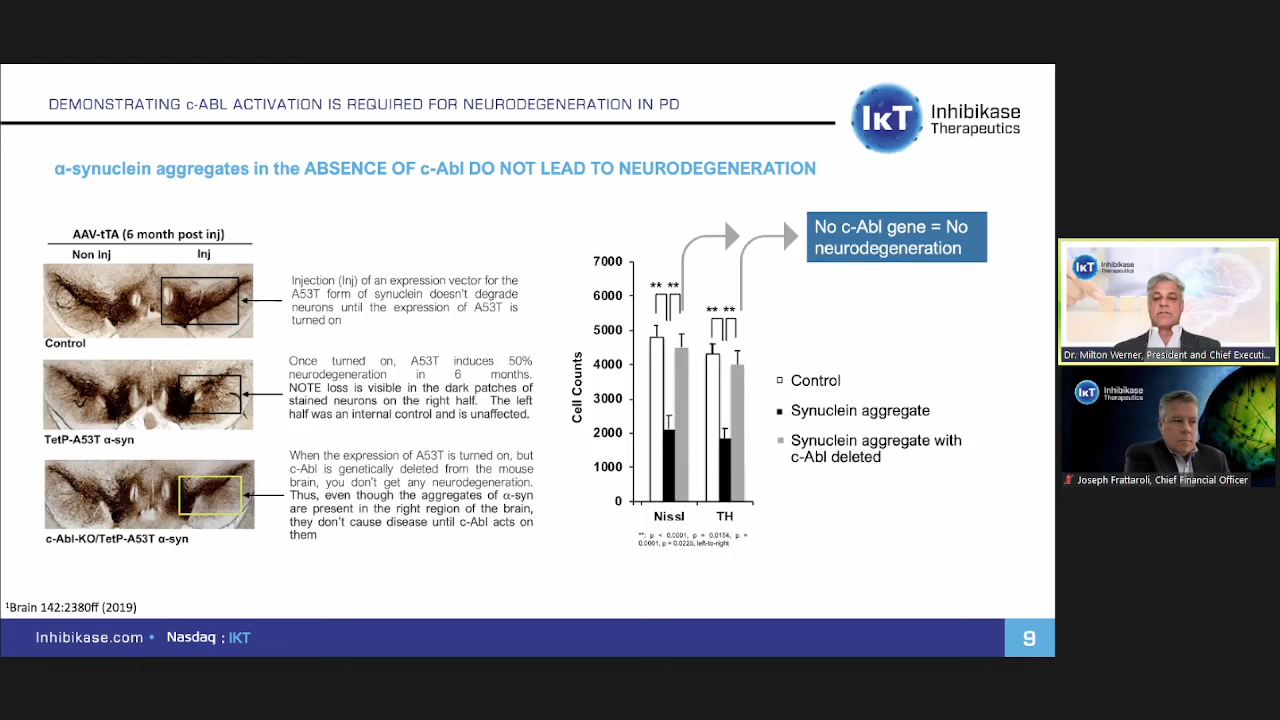 DEMONSTRATING c-ABL ACTIVATION IS REQUIRED FOR NEURODEGENERATION IN PD
IκT
Inhibikase
Therapeutics
α-synuclein aggregates in the ABSENCE OF c-Abl DO NOT LEAD TO NEURODEGENERATION
AAV-tTA (6 month post inj)
Non Inj
Inj
Control
TetP-A53T α-syn
c-Abl-KO/TetP-A53T α-syn
Injection (Inj) of an expression vector for the
A53T form of synuclein doesn't degrade
neurons until the expression of A53T is
turned on
Once turned on, A53T induces 50%
neurodegeneration in 6 months.
NOTE loss is visible in the dark patches of
stained neurons on the right half. The left
half was an internal control and is unaffected.
When the expression of A53T is turned on, but
c-Abl is genetically deleted from the mouse
brain, you don't get any neurodegeneration.
Thus, even though the aggregates of α-syn
are present in the right region of the brain,
they don't cause disease until c-Abl acts on
them
No c-Abl gene = No
neurodegeneration
Cell Counts
7000
6000
5000
4000
3000
2000
1000
0
** **
** **
Nissl
TH
**: p < 0.0001, p = 0.0154, p =
0.0001, p = 0.0225, left-to-right
Control
Synuclein aggregate
Synuclein aggregate with
c-Abl deleted
1Brain 142:2380ff (2019)
Inhibikase.com • Nasdaq : IKT
9
IκT
Inhibikase
Therapeutics
Dr. Milton Werner, President and Chief Executi...
IκT
Inhibikase
Therapeutics
Joseph Frattaroli, Chief Financial Officer